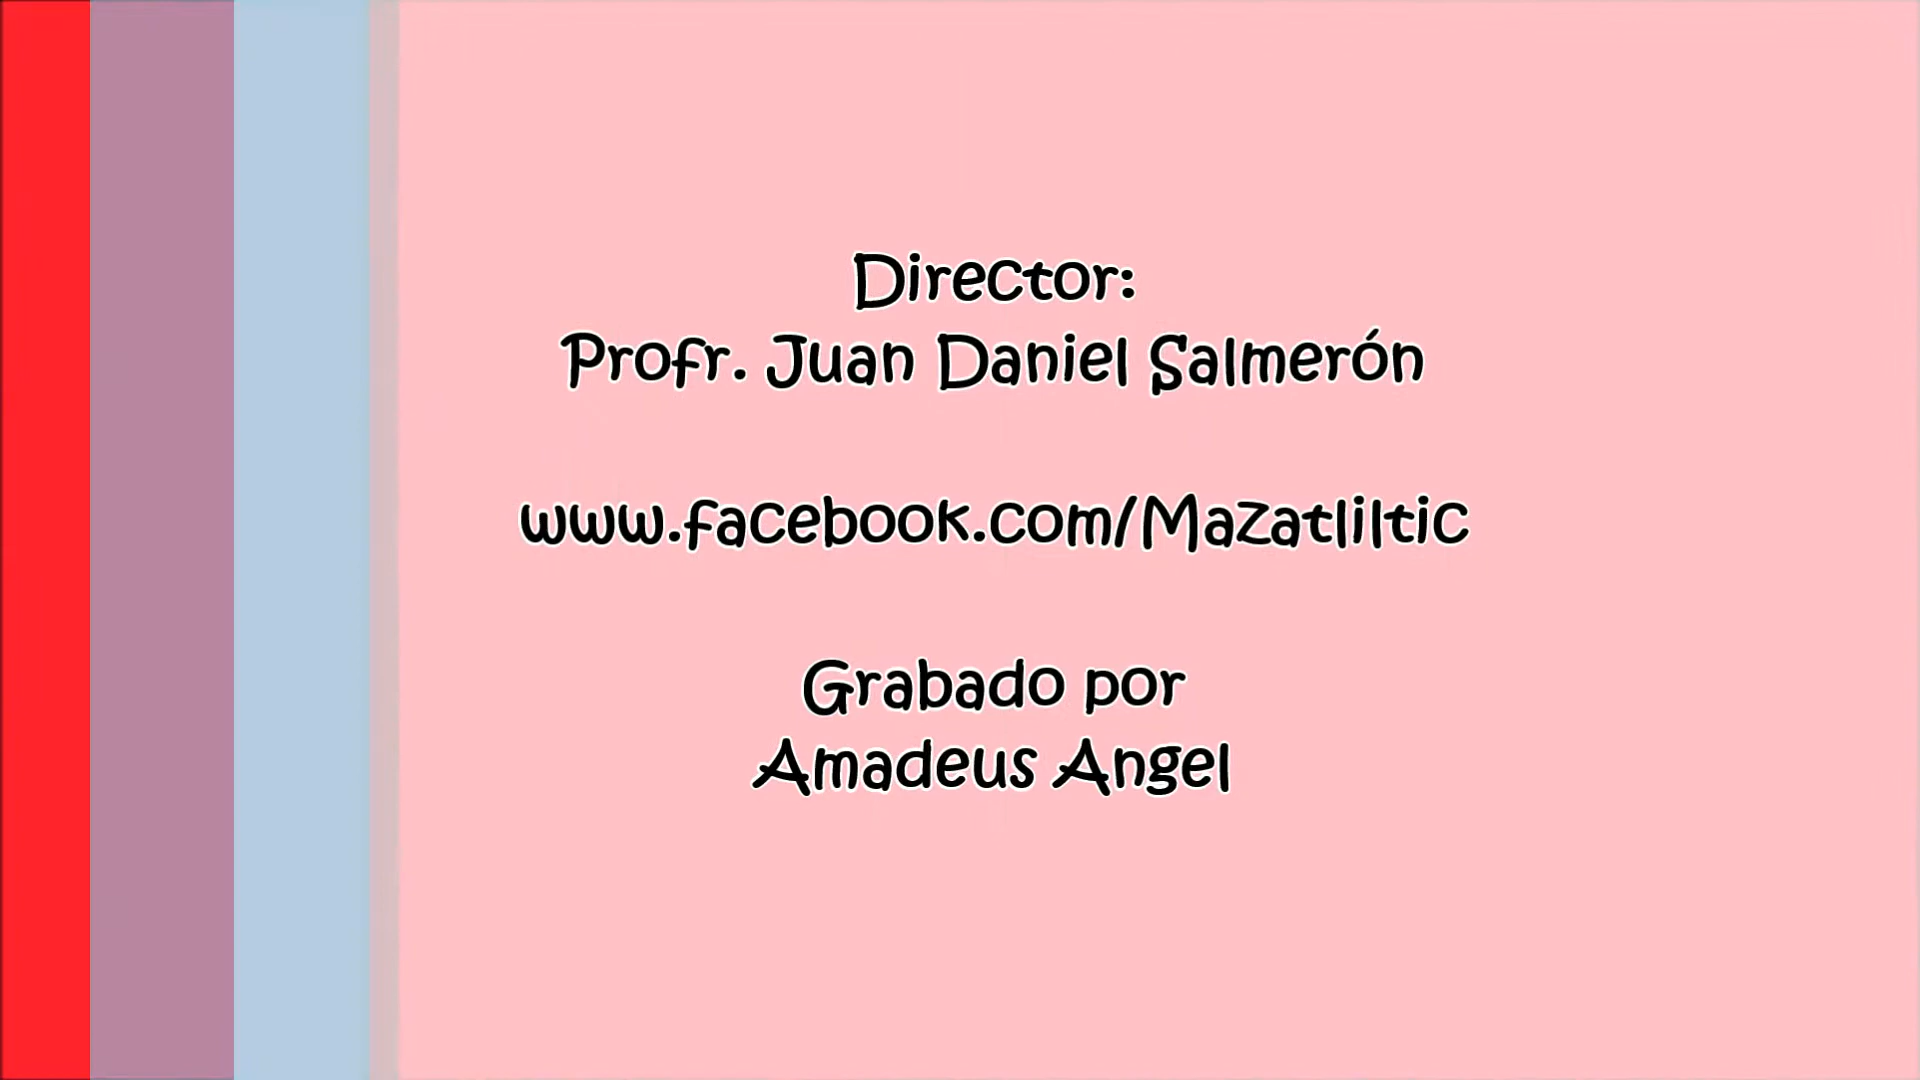 Director:
Profr. Juan Daniel Salmerón
www.facebook.com/Mazatliltic
Grabado por
Amadeus Angel